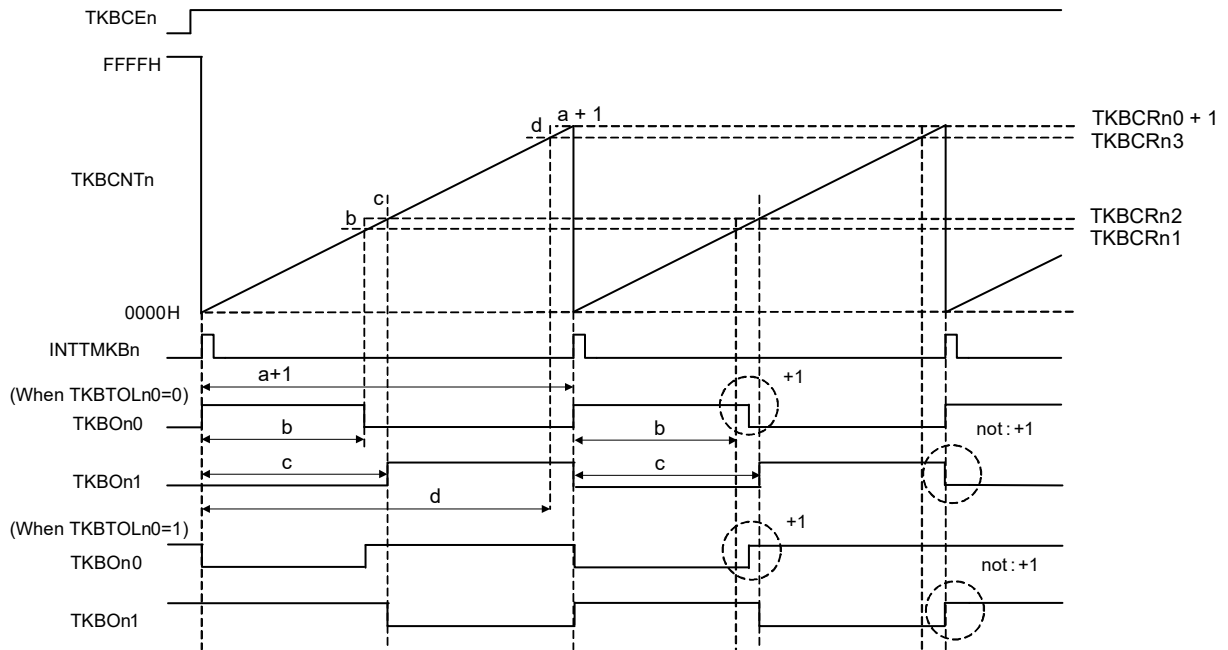 TKBCEn
FFFFH
a + 1
TKBCRn0 + 1
d
TKBCRn3
TKBCNTn
c
b
TKBCRn2
TKBCRn1
0000H
INTTMKBn
a+1
+1
(When TKBTOLn0=0)
TKBOn0
not: +1
b
b
c
c
TKBOn1
d
(When TKBTOLn0=1)
+1
TKBOn0
not: +1
TKBOn1